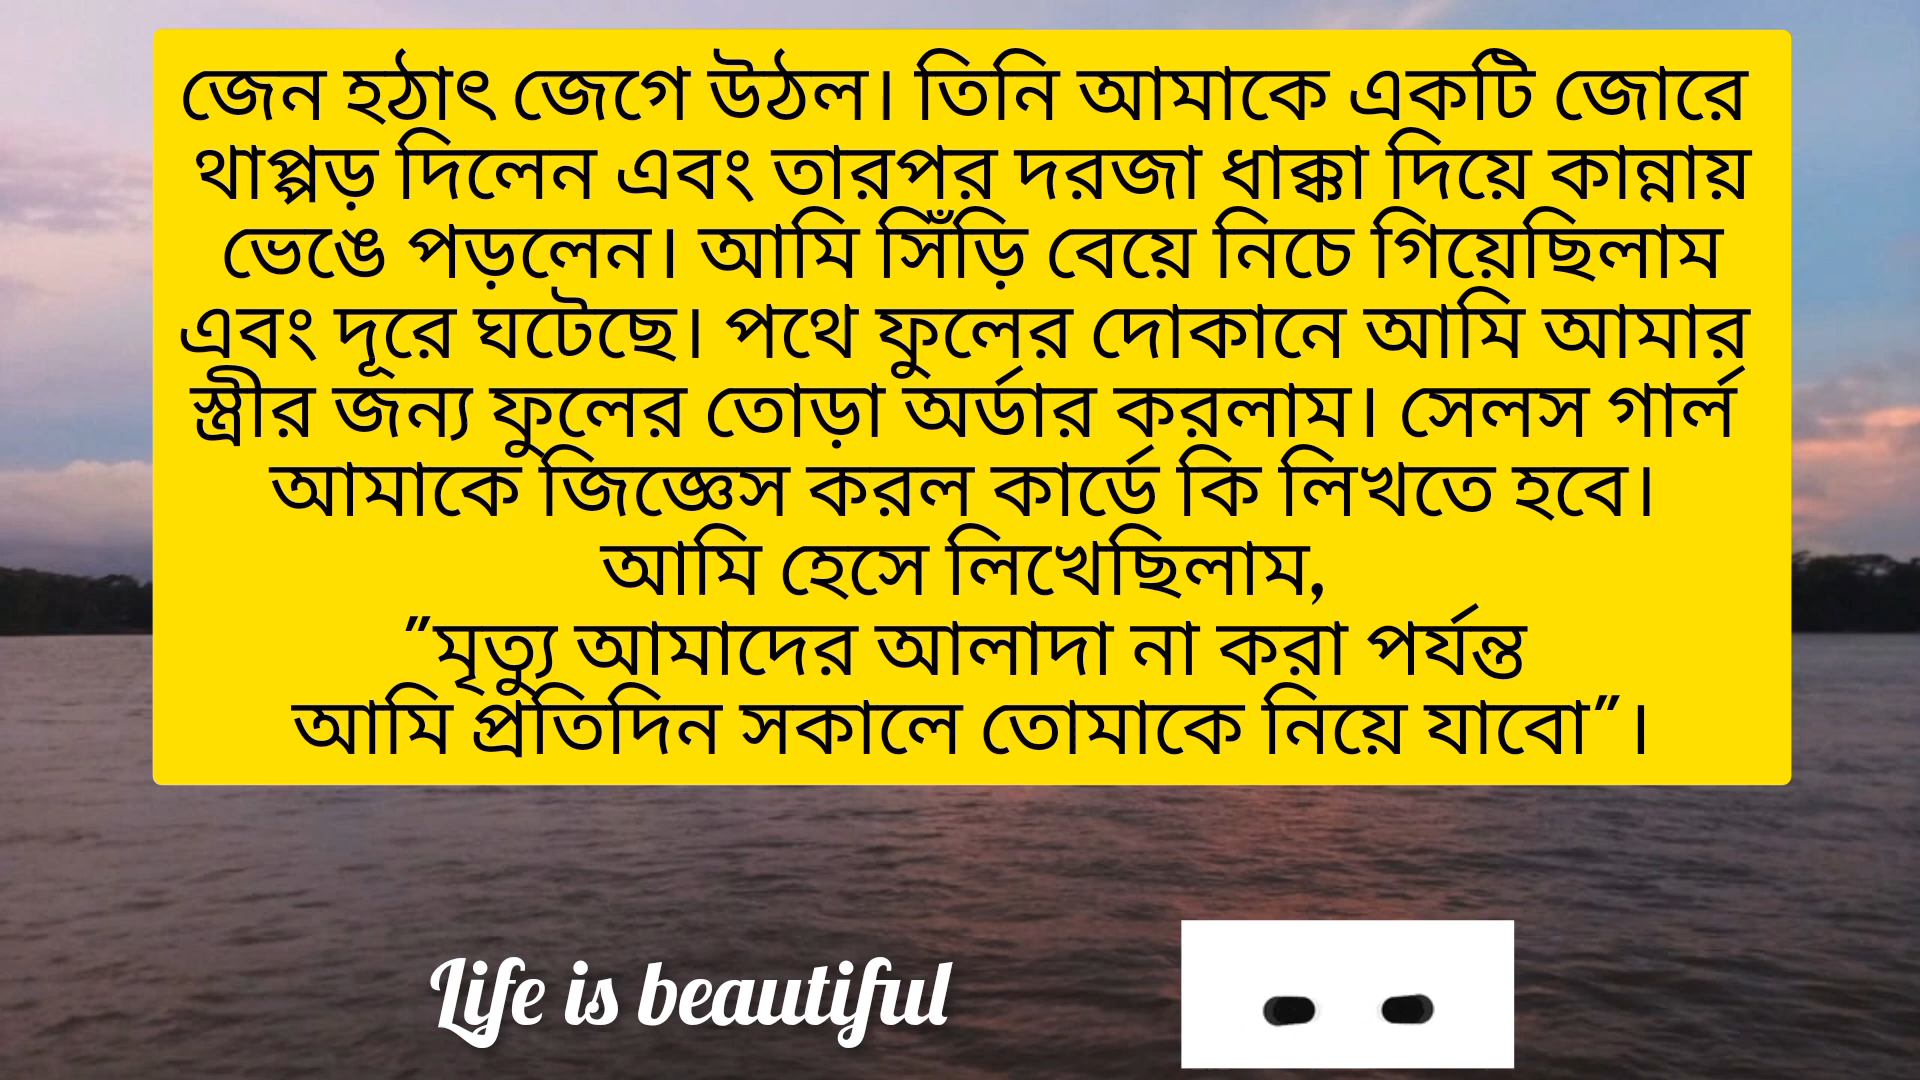 জেন হঠাৎ জেগে উঠল। তিনি আমাকে একটি জোরে
থাপ্পড় দিলেন এবং তারপর দরজা ধাক্কা দিয়ে কান্নায়
ভেঙে পড়লেন। আমি সিঁড়ি বেয়ে নিচে গিয়েছিলাম
এবং দূরে ঘটেছে। পথে ফুলের দোকানে আমি আমার
স্ত্রীর জন্য ফুলের তোড়া অর্ডার করলাম। সেলস গার্ল
আমাকে জিজ্ঞেস করল কার্ডে কি লিখতে হবে।
আমি হেসে লিখেছিলাম,
"মৃত্যু আমাদের আলাদা না করা পর্যন্ত
আমি প্রতিদিন সকালে তোমাকে নিয়ে যাবো"।
Life is beautiful